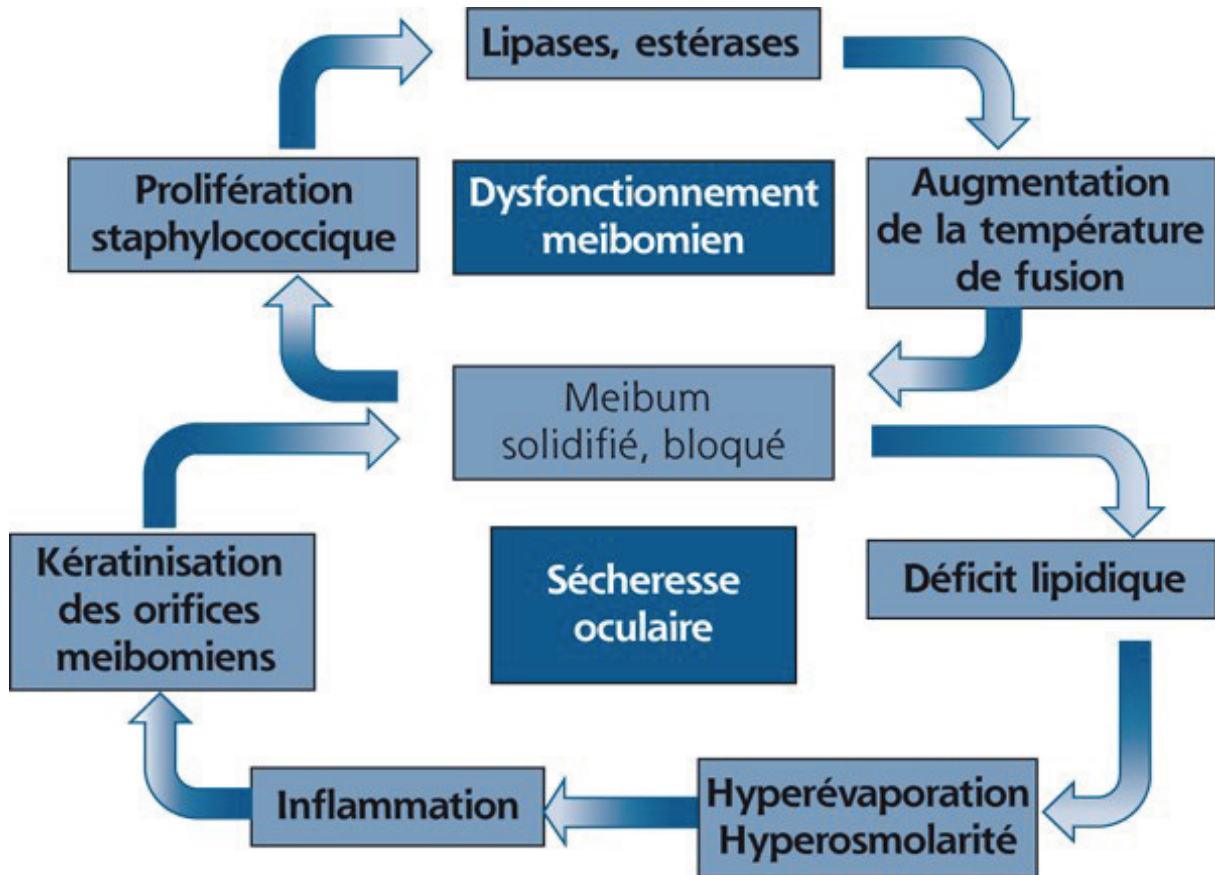 Lipases, estérases
Prolifération
staphylococcique
Dysfonctionnement
meibomien
Augmentation
de la température
de fusion
Meibum
solidifié, bloqué
Kératinisation
des orifices
meibomiens
Sécheresse
oculaire
Déficit lipidique
Inflammation
Hyperévaporation
Hyperosmolarité